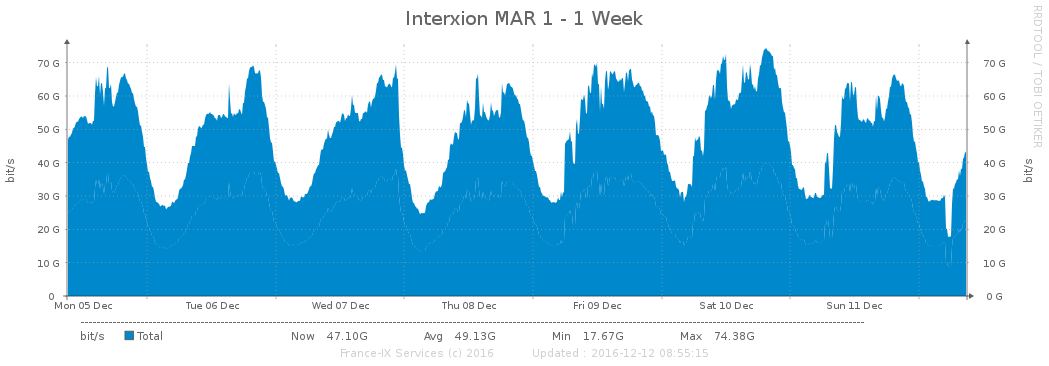 Interxion MAR 1 - 1 Week
RRDTOOL / TOBI OETIKER
bit/s
70 G 70 G
60 G 60 G
50 G 50 G
40 G 40 G
30 G 30 G
20 G 20 G
10 G 10 G
0 0 G
bit/s
Mon 05 Dec Tue 06 Dec Wed 07 Dec Thu 08 Dec Fri 09 Dec Sat 10 Dec Sun 11 Dec
bit/s Total Now 47.10G Avg 49.13G Min 17.67G Max 74.38G
France-IX Services (c) 2016 Updated : 2016-12-12 08:55:15